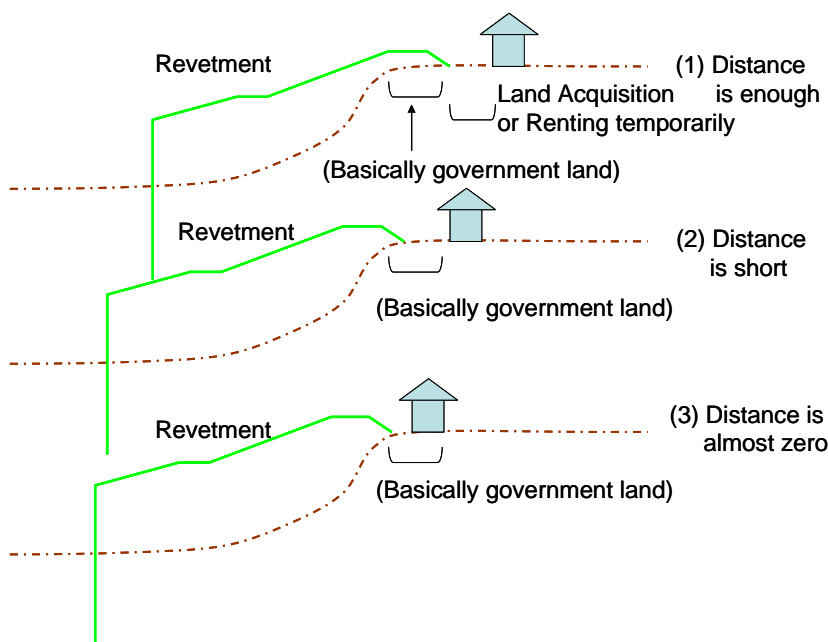 Revetment
(1) Distance
is enough
Land Acquisition
or Renting temporarily
(Basically government land)
Revetment
(2) Distance
is short
(Basically government land)
Revetment
(3) Distance is
almost zero
(Basically government land)